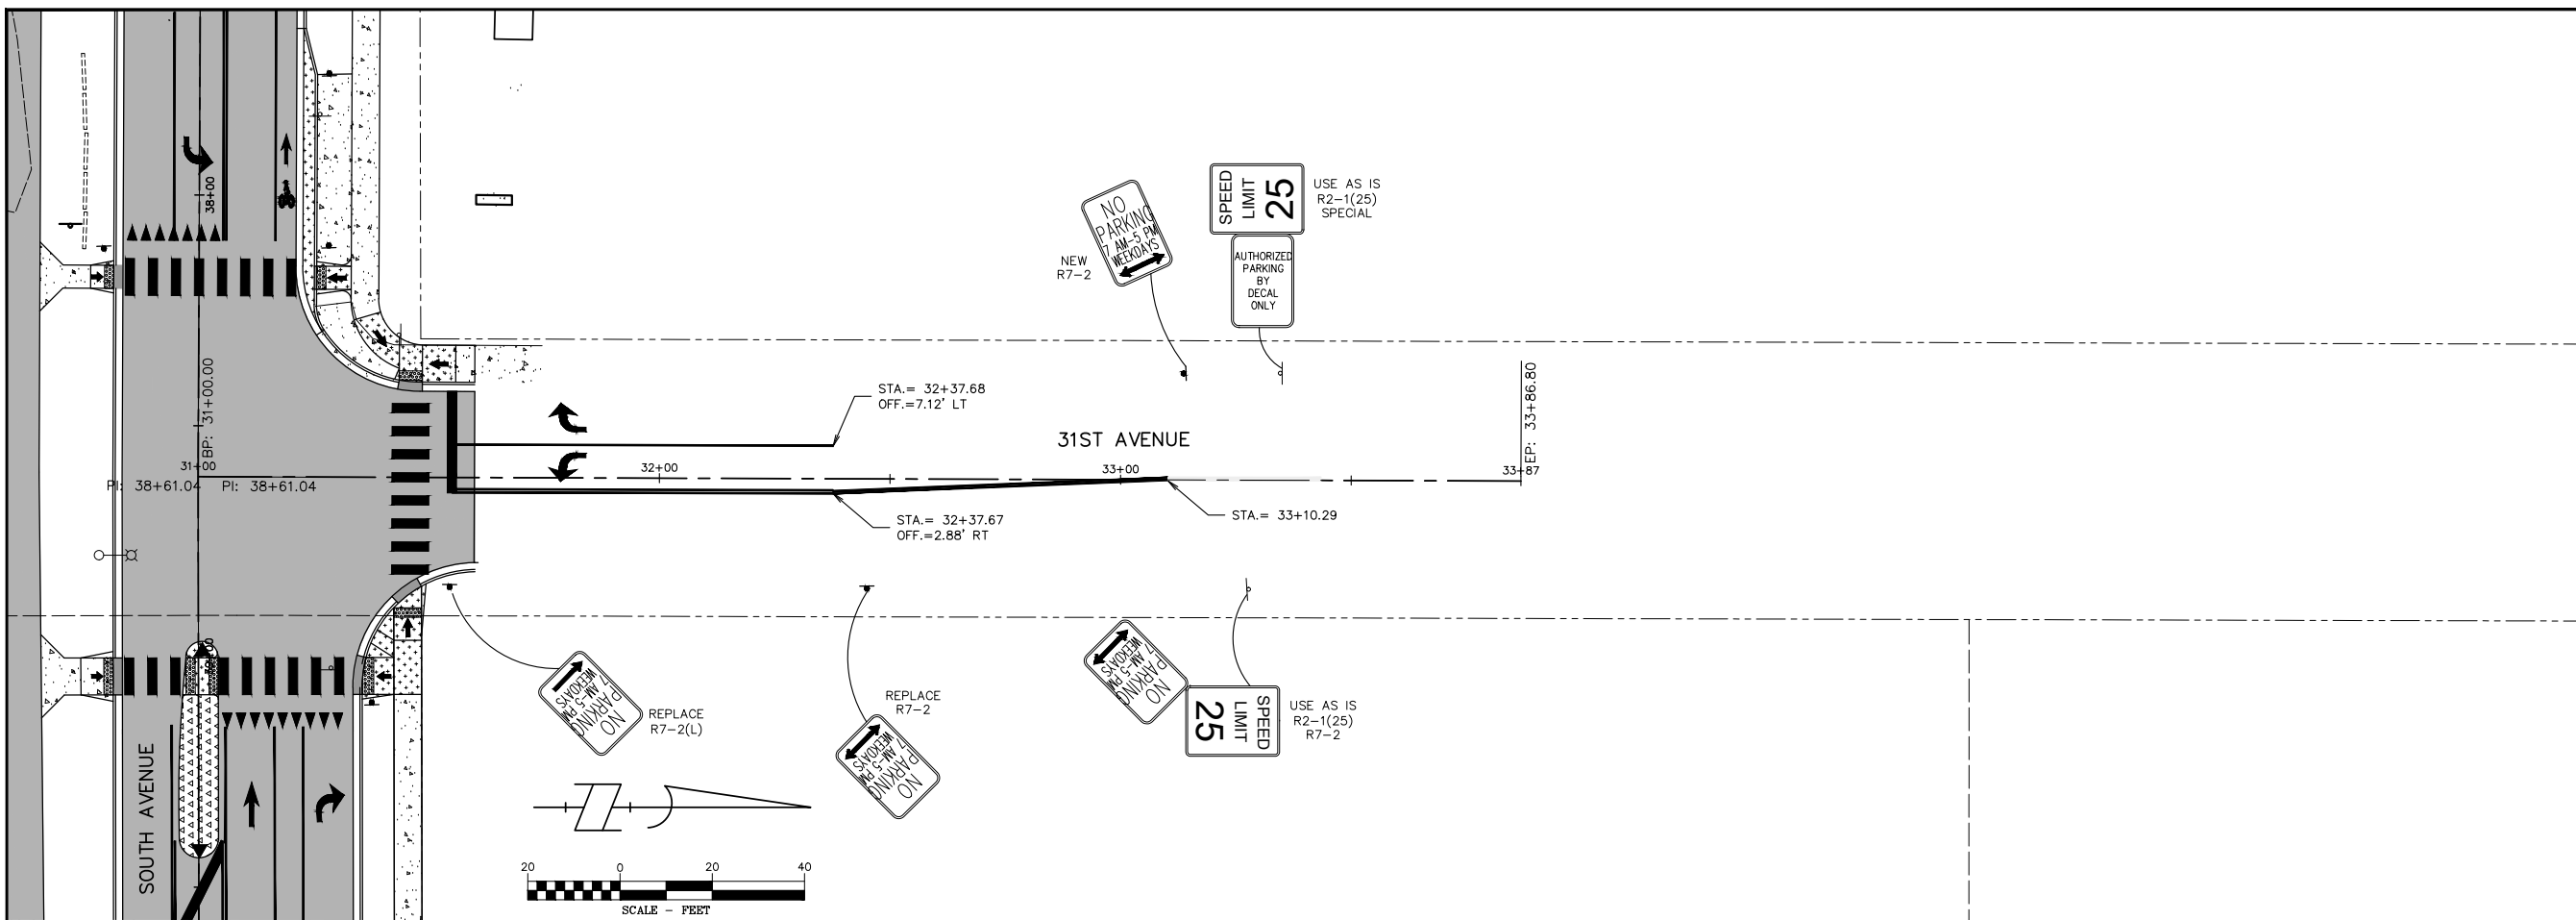 38+00
SPEED
LIMIT
25
USE AS IS
R2-1(25)
SPECIAL
AUTHORIZED
PARKING
BY
DECAL
ONLY
NO
PARKING
7 AM-5 PM
WEEKDAYS
NEW
R7-2
BP: 31+00.00
31+00
PI: 38+61.04
PI: 38+61.04
STA.= 32+37.68
OFF.=7.12' LT
32+00
31ST AVENUE
33+00
EP: 33+86.80
33+87
STA.= 32+37.67
OFF.=2.88' RT
STA.= 33+10.29
NO
PARKING
7 AM-5 PM
WEEKDAYS
REPLACE
R7-2(L)
REPLACE
R7-2
NO
PARKING
7 AM-5 PM
WEEKDAYS
NO
PARKING
7 AM-5 PM
WEEKDAYS
SPEED
LIMIT
25
USE AS IS
R2-1(25)
R7-2
SOUTH AVENUE
20 0 20 40
SCALE - FEET